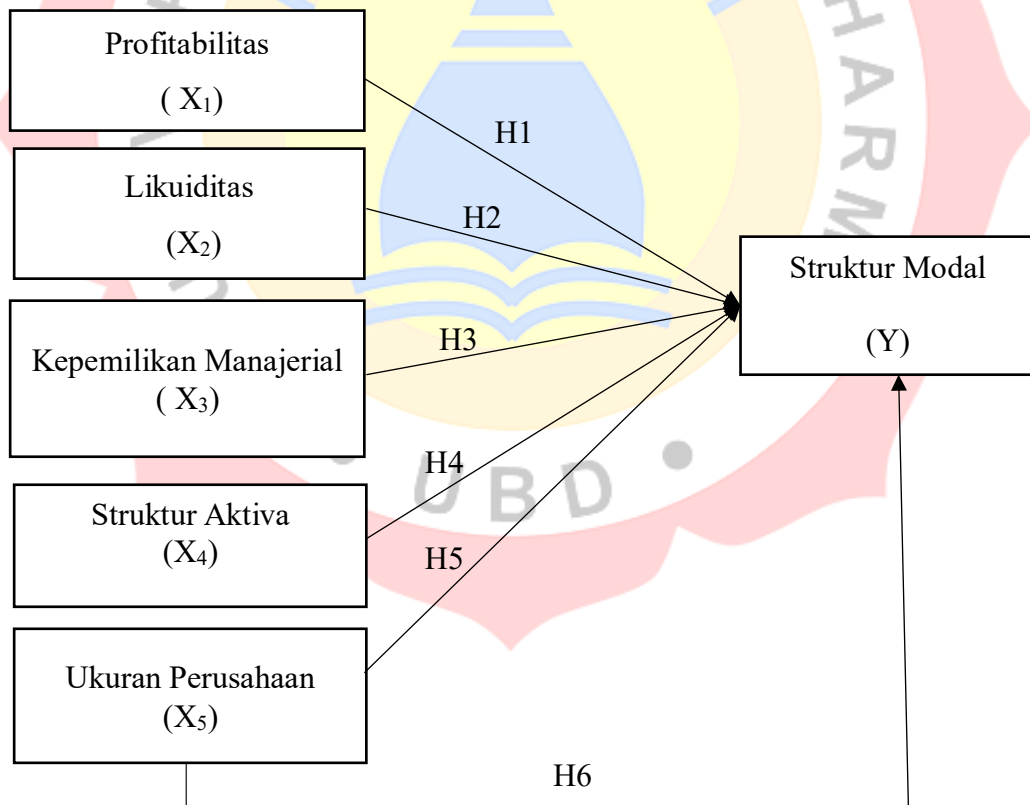 Profitabilitas
( X₁)
H1
Likuiditas
(X₂)
H2
Struktur Modal
(Y)
Kepemilikan Manajerial
( X₃)
H3
Struktur Aktiva
(X₄)
H4
Ukuran Perusahaan
(X₅)
H5
H6
UBD